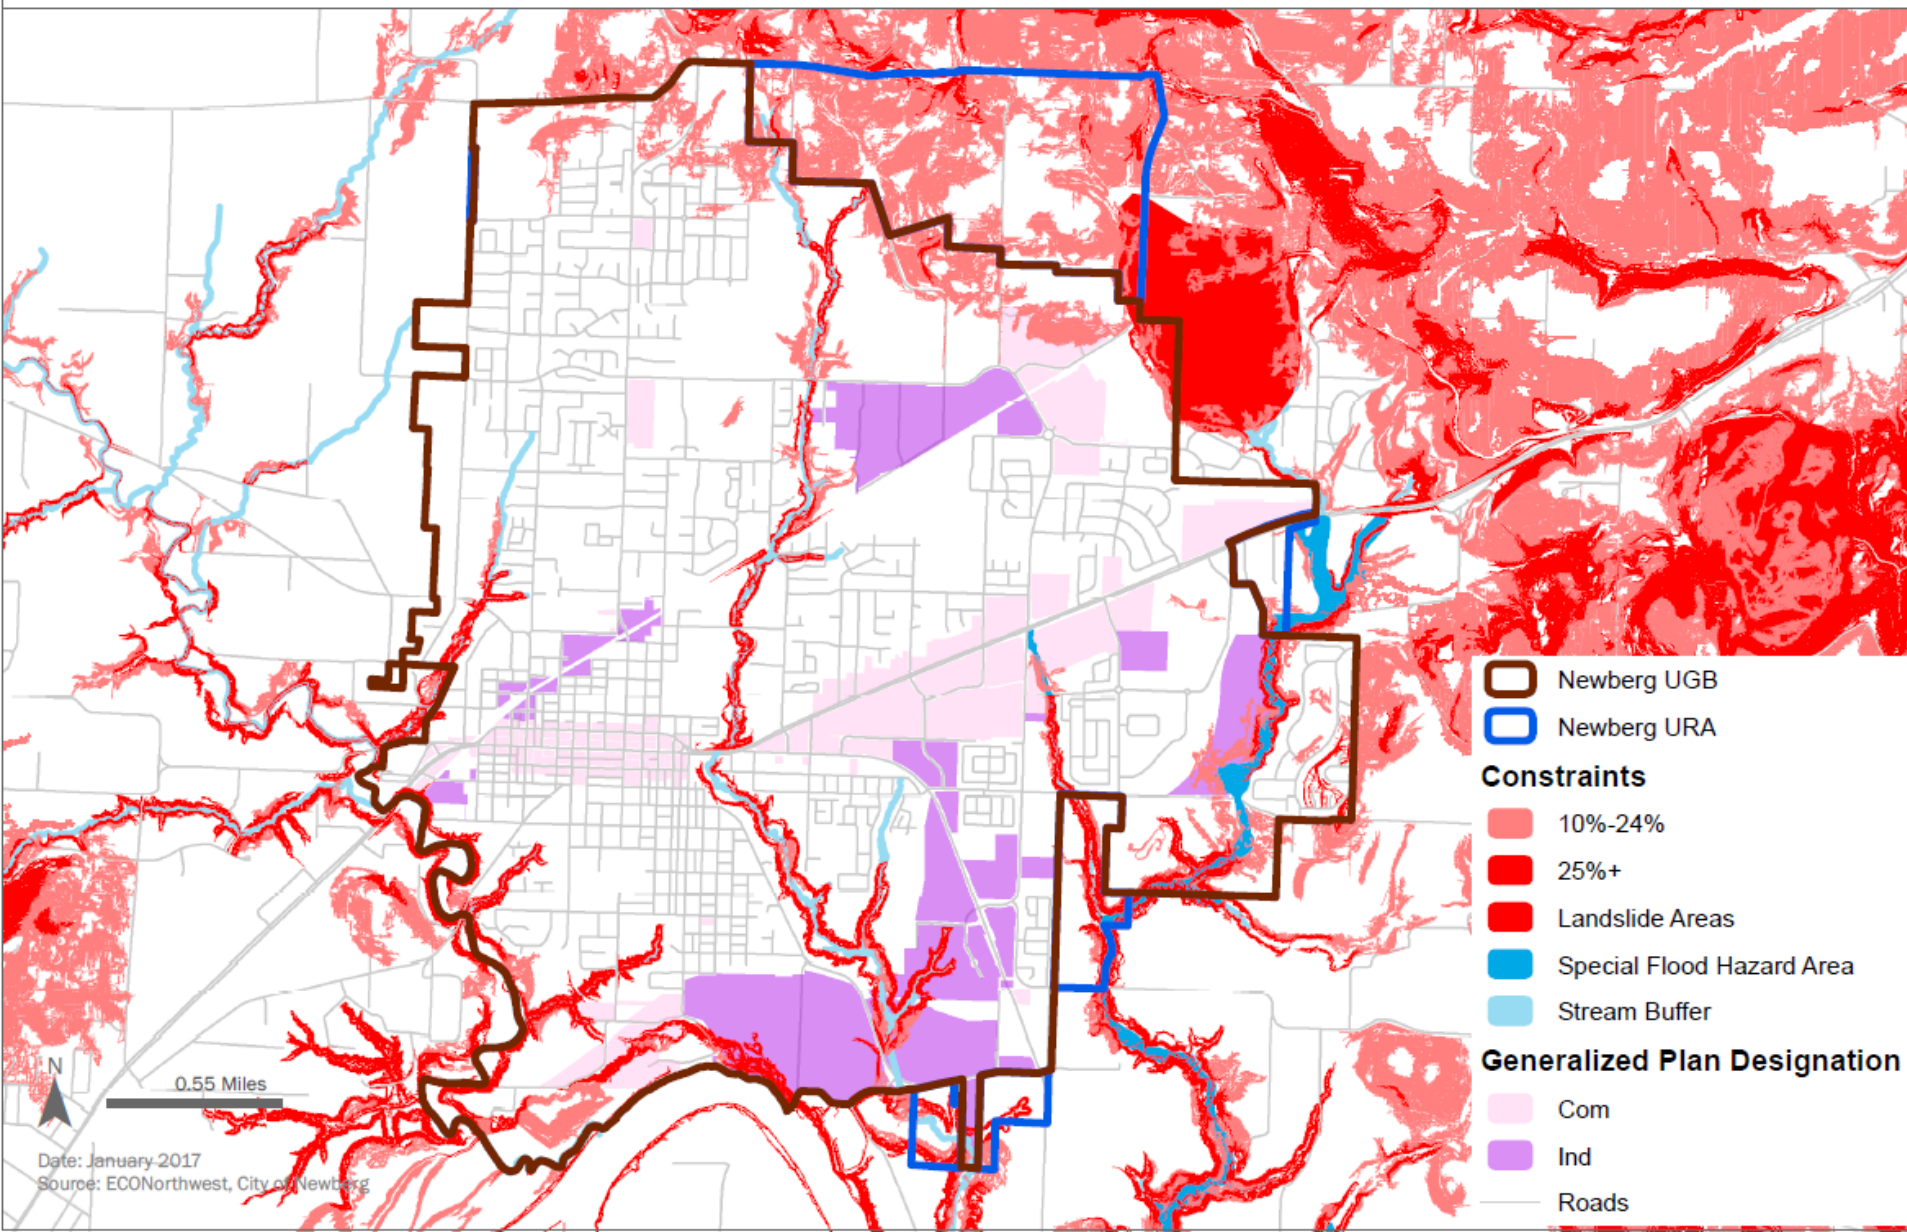 Newberg UGB
Newberg URA
Constraints
10%-24%
25%+
Landslide Areas
Special Flood Hazard Area
Stream Buffer
Generalized Plan Designation
Com
Ind
Roads
N
0.55 Miles
Date: January 2017
Source: ECONorthwest, City of Newberg